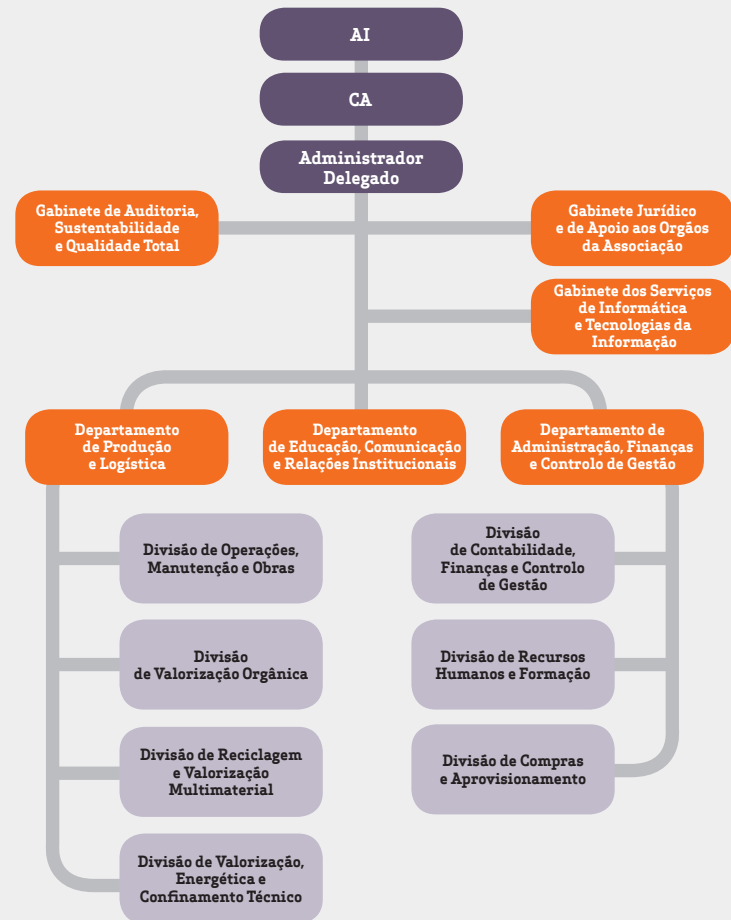 AI
CA
Administrador
Delegado
Gabinete de Auditoria,
Sustentabilidade
e Qualidade Total
Gabinete Jurídico
e de Apoio aos Orgãos
da Associação
Gabinete dos Serviços
de Informática
e Tecnologias da
Informação
Departamento
de Produção
e Logística
Departamento
de Educação, Comunicação
e Relações Institucionais
Departamento de
Administração, Finanças
e Controlo de Gestão
Divisão de Operações,
Manutenção e Obras
Divisão
de Valorização Orgânica
Divisão de Reciclagem
e Valorização
Multimaterial
Divisão de Valorização,
Energética e
Confinamento Técnico
Divisão
de Contabilidade,
Finanças e Controlo
de Gestão
Divisão de Recursos
Humanos e Formação
Divisão de Compras
e Aprovisionamento